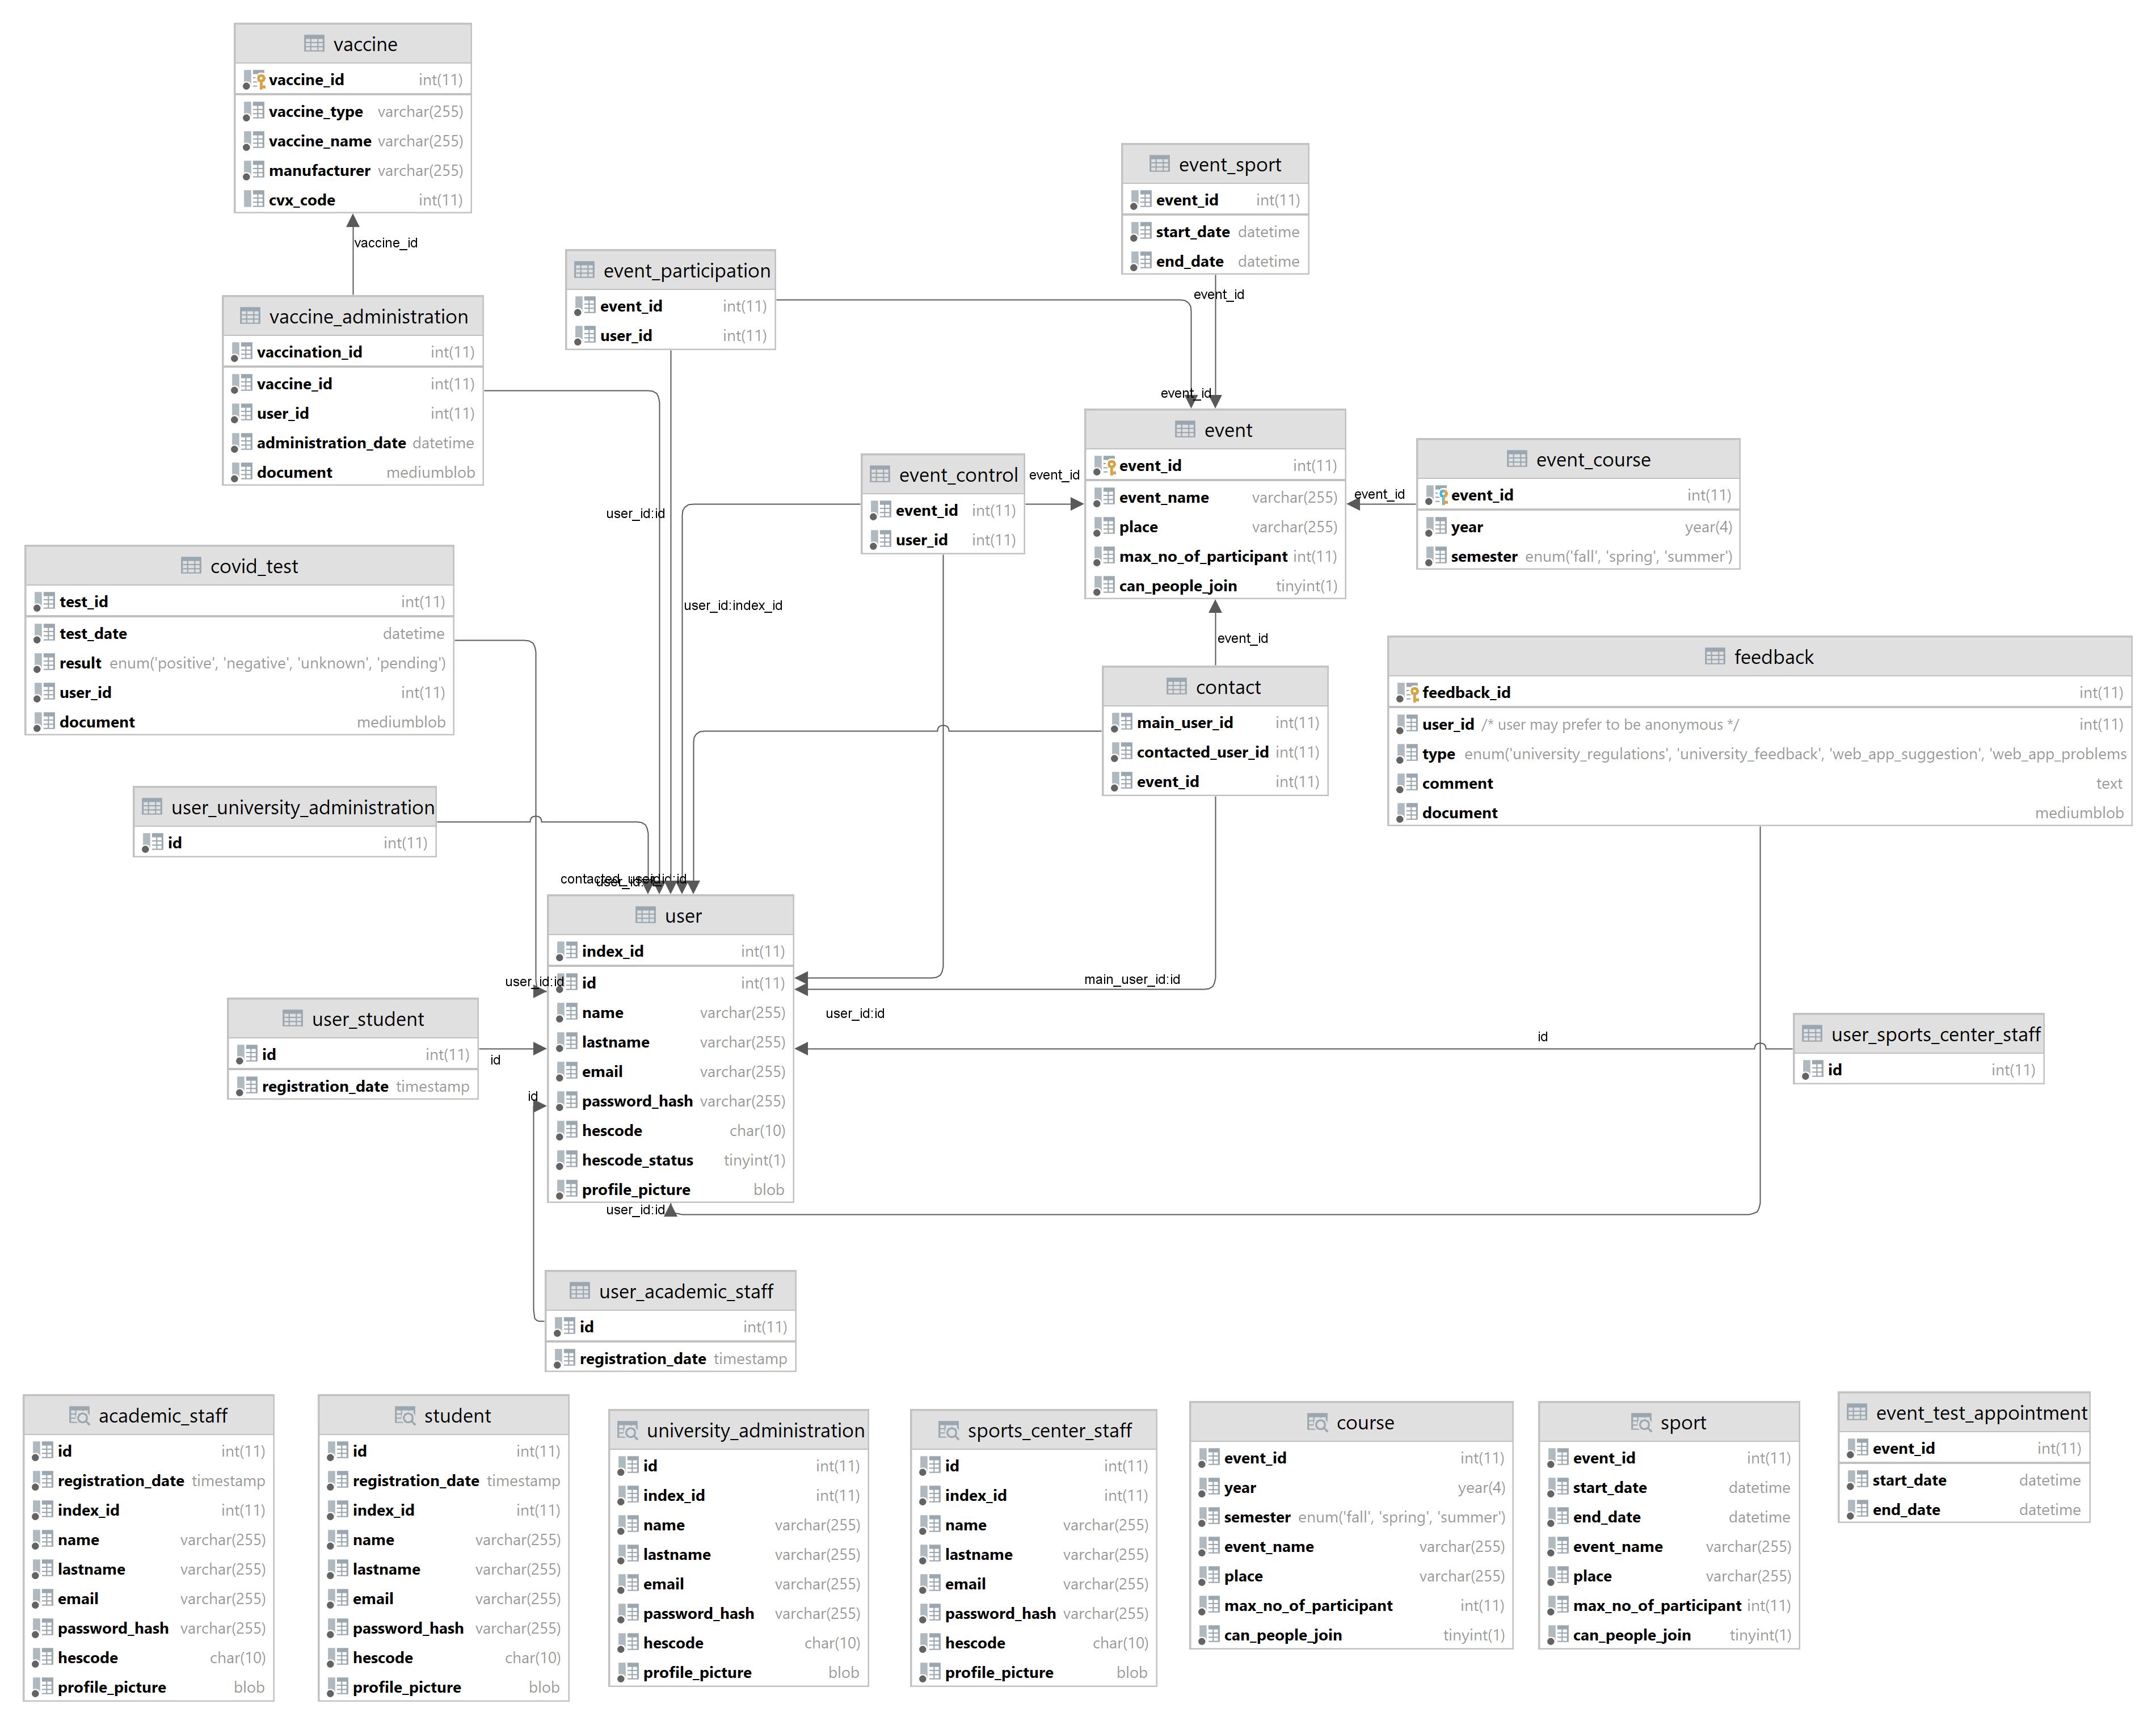 vaccine
vaccine_id int(11)
vaccine_type varchar(255)
vaccine_name varchar(255)
manufacturer varchar(255)
cvx_code int(11)
vaccine_id
vaccine_administration
vaccination_id int(11)
vaccine_id int(11)
user_id int(11)
administration_date datetime
document mediumblob
event_participation
event_id int(11)
user_id int(11)
event_sport
event_id int(11)
start_date datetime
end_date datetime
event_id
event_id
event
event_id int(11)
event_name varchar(255)
place varchar(255)
max_no_of_participant int(11)
can_people_join tinyint(1)
event_control
event_id int(11)
user_id int(11)
event_id
event_id
event_course
event_id int(11)
year year(4)
semester enum('fall', 'spring', 'summer')
user_id:id
user_id:index_id
event_id
covid_test
test_id int(11)
test_date datetime
result enum('positive', 'negative', 'unknown', 'pending')
user_id int(11)
document mediumblob
contact
main_user_id int(11)
contacted_user_id int(11)
event_id int(11)
feedback
feedback_id int(11)
user_id /* user may prefer to be anonymous */ int(11)
type enum('university_regulations', 'university_feedback', 'web_app_suggestion', 'web_app_problems
comment text
document mediumblob
user_university_administration
id int(11)
user
index_id int(11)
id int(11)
name varchar(255)
lastname varchar(255)
email varchar(255)
password_hash varchar(255)
hescode char(10)
hescode_status tinyint(1)
profile_picture blob
user_id:id
main_user_id:id
user_id:id
user_student
id int(11)
registration_date timestamp
id
id
id
user_sports_center_staff
id int(11)
user_id:id
user_academic_staff
id int(11)
registration_date timestamp
academic_staff
id int(11)
registration_date timestamp
index_id int(11)
name varchar(255)
lastname varchar(255)
email varchar(255)
password_hash varchar(255)
hescode char(10)
profile_picture blob
student
id int(11)
registration_date timestamp
index_id int(11)
name varchar(255)
lastname varchar(255)
email varchar(255)
password_hash varchar(255)
hescode char(10)
profile_picture blob
university_administration
id int(11)
index_id int(11)
name varchar(255)
lastname varchar(255)
email varchar(255)
password_hash varchar(255)
hescode char(10)
profile_picture blob
sports_center_staff
id int(11)
index_id int(11)
name varchar(255)
lastname varchar(255)
email varchar(255)
password_hash varchar(255)
hescode char(10)
profile_picture blob
course
event_id int(11)
year year(4)
semester enum('fall', 'spring', 'summer')
event_name varchar(255)
place varchar(255)
max_no_of_participant int(11)
can_people_join tinyint(1)
sport
event_id int(11)
start_date datetime
end_date datetime
event_name varchar(255)
place varchar(255)
max_no_of_participant int(11)
can_people_join tinyint(1)
event_test_appointment
event_id int(11)
start_date datetime
end_date datetime